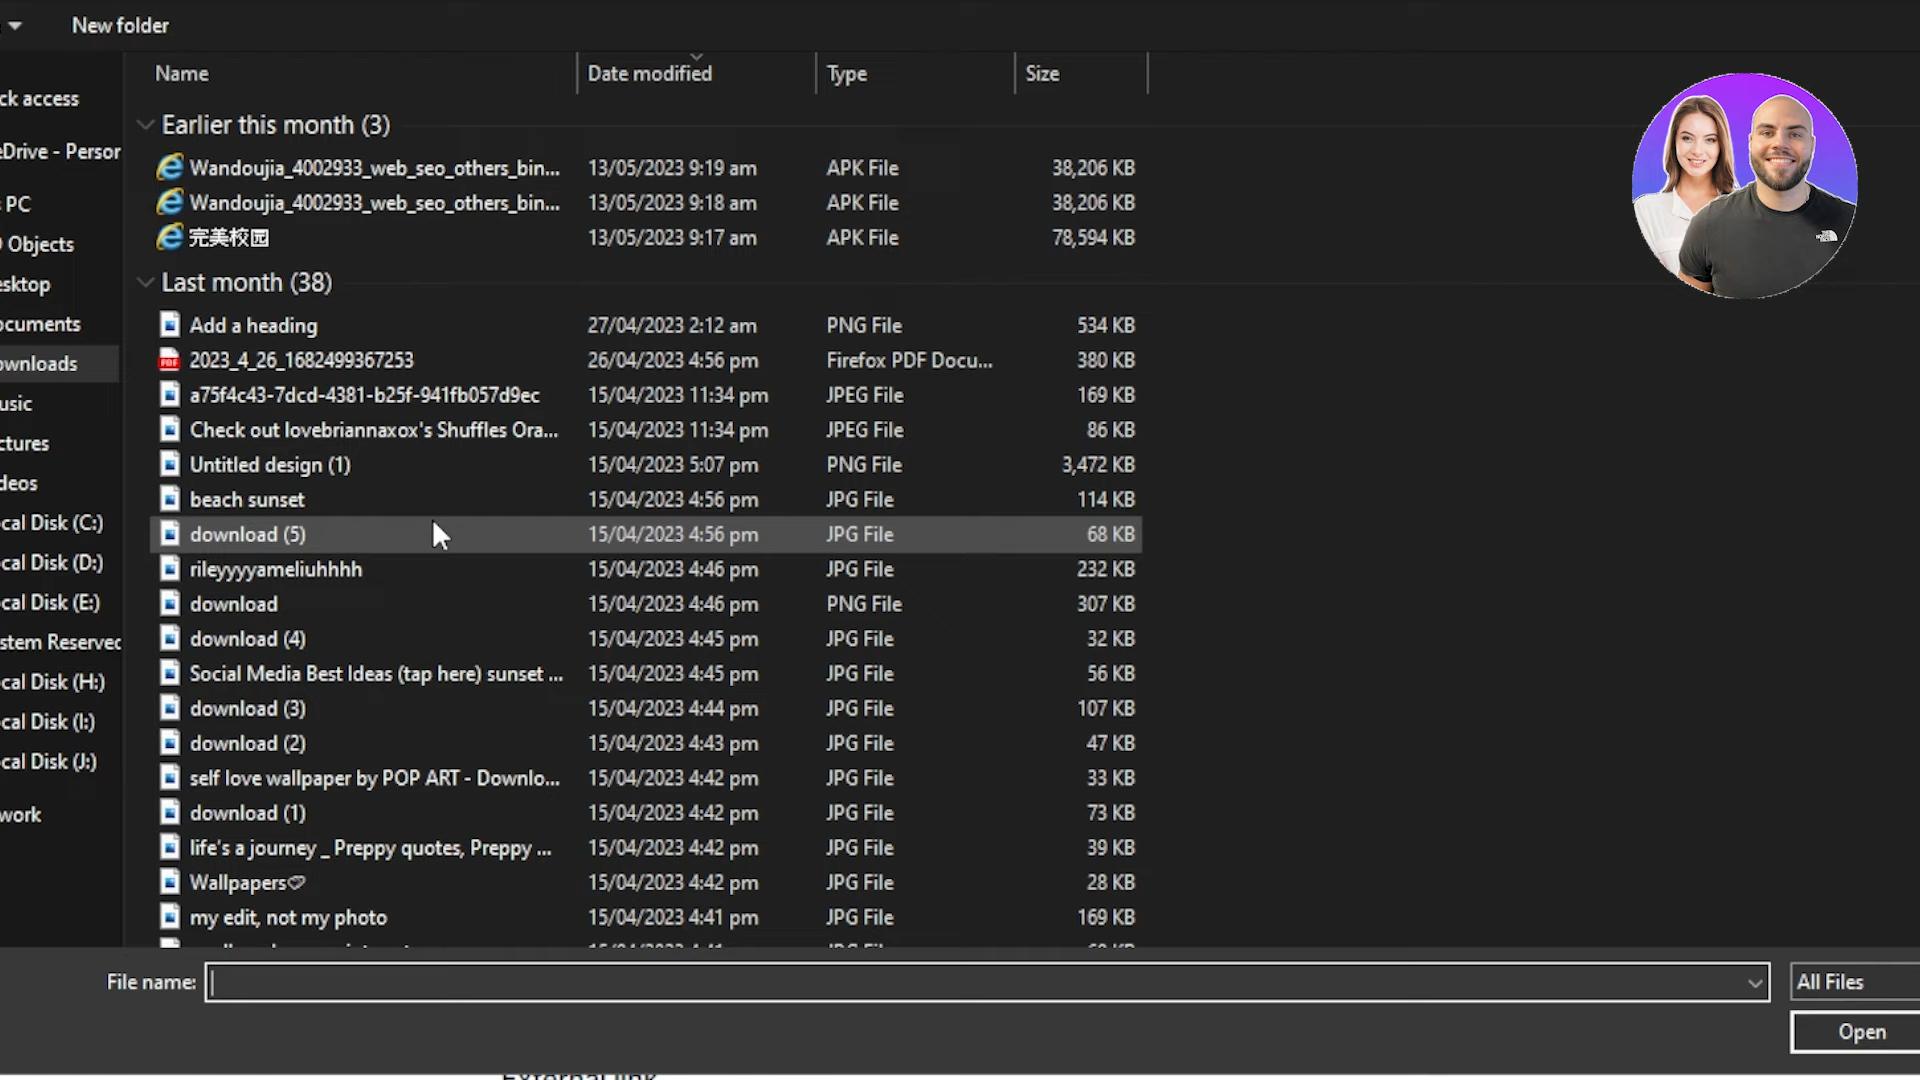 New folder
Name Date modified Type Size
ck access
eDrive - Person
PC
Objects
esktop
ocuments
ownloads
usic
ctures
deos
cal Disk (C:)
cal Disk (D:)
cal Disk (E:)
stem Reserved
cal Disk (H:)
cal Disk (I:)
cal Disk (J:)
work
Earlier this month (3)
Wandoujia_4002933_web_seo_others_bin... 13/05/2023 9:19 am APK File 38,206 KB
Wandoujia_4002933_web_seo_others_bin... 13/05/2023 9:18 am APK File 38,206 KB
完美校园 13/05/2023 9:17 am APK File 78,594 KB
Last month (38)
Add a heading 27/04/2023 2:12 am PNG File 534 KB
2023_4_26_1682499367253 26/04/2023 4:56 pm Firefox PDF Docu... 380 KB
a75f4c43-7dcd-4381-b25f-941fb057d9ec 15/04/2023 11:34 pm JPEG File 169 KB
Check out lovebriannaxox's Shuffles Ora... 15/04/2023 11:34 pm JPEG File 86 KB
Untitled design (1) 15/04/2023 5:07 pm PNG File 3,472 KB
beach sunset 15/04/2023 4:56 pm JPG File 114 KB
download (5) 15/04/2023 4:56 pm JPG File 68 KB
rileyyyyameliuhhhh 15/04/2023 4:46 pm JPG File 232 KB
download 15/04/2023 4:46 pm PNG File 307 KB
download (4) 15/04/2023 4:45 pm JPG File 32 KB
Social Media Best Ideas (tap here) sunset ... 15/04/2023 4:45 pm JPG File 56 KB
download (3) 15/04/2023 4:44 pm JPG File 107 KB
download (2) 15/04/2023 4:43 pm JPG File 47 KB
self love wallpaper by POP ART - Downlo... 15/04/2023 4:42 pm JPG File 33 KB
download (1) 15/04/2023 4:42 pm JPG File 73 KB
life's a journey _ Preppy quotes, Preppy ... 15/04/2023 4:42 pm JPG File 39 KB
Wallpapers♡ 15/04/2023 4:42 pm JPG File 28 KB
my edit, not my photo 15/04/2023 4:41 pm JPG File 169 KB
File name: All Files
Open
External link